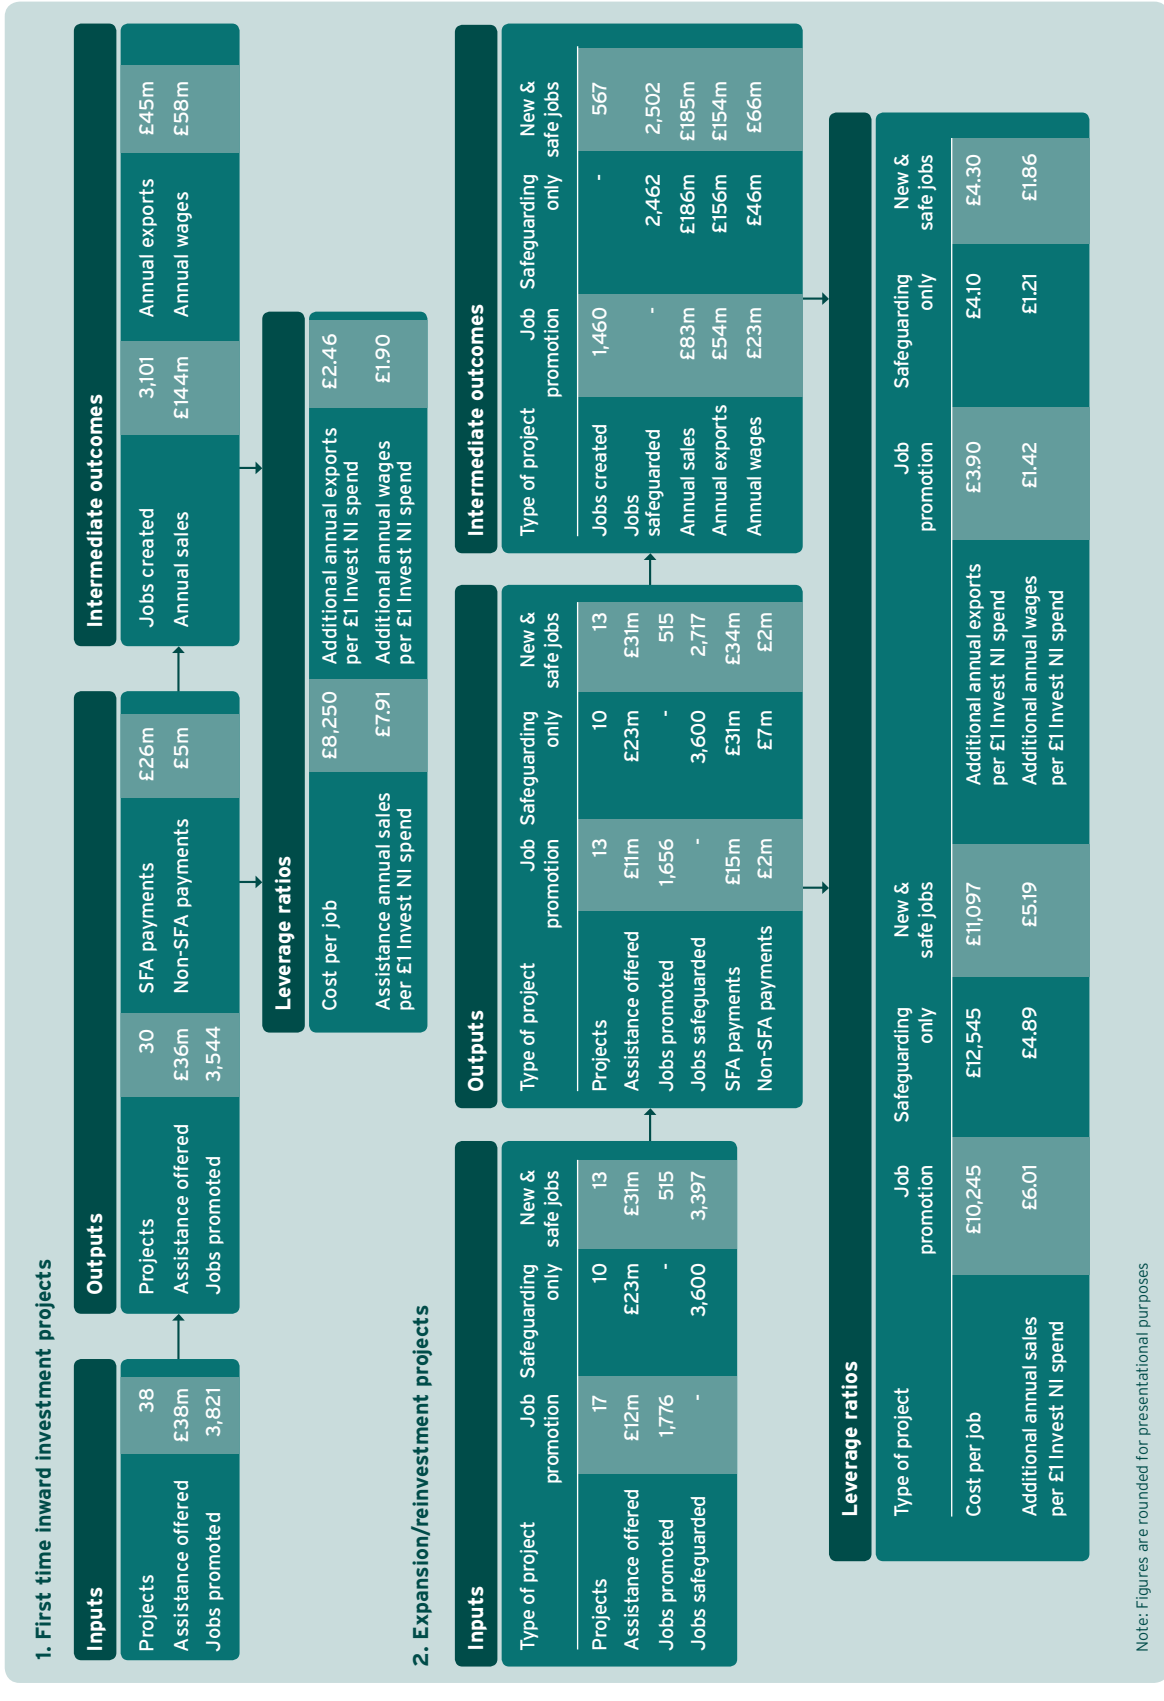 1. First time inward investment projects
Inputs
Projects 38
Assistance offered £38m
Jobs promoted 3,821
Outputs
Projects 30 SFA payments £26m
Assistance offered £36m Non-SFA payments £5m
Jobs promoted 3,544
Intermediate outcomes
Jobs created 3,101 Annual exports £45m
Annual sales £144m Annual wages £58m
Leverage ratios
Cost per job £8,250 Additional annual exports £2.46
per £1 Invest NI spend
Assistance annual sales £7.91 Additional annual wages £1.90
per £1 Invest NI spend per £1 Invest NI spend
2. Expansion/reinvestment projects
Inputs
Type of project Job Safeguarding New &
promotion only safe jobs
Projects 17 10 13
Assistance offered £12m £23m £31m
Jobs promoted 1,776 - 515
Jobs safeguarded - 3,600 3,397
Outputs
Type of project Job Safeguarding New &
promotion only safe jobs
Projects 13 10 13
Assistance offered £11m £23m £31m
Jobs promoted 1,656 - 515
Jobs safeguarded - 3,600 2,717
SFA payments £15m £31m £34m
Non-SFA payments £2m £7m £2m
Intermediate outcomes
Type of project Job Safeguarding New &
promotion only safe jobs
Jobs created 1,460 - 567
Jobs
safeguarded - 2,462 2,502
Annual sales £83m £186m £185m
Annual exports £54m £156m £154m
Annual wages £23m £46m £66m
Leverage ratios
Type of project Job Safeguarding New & Job Safeguarding New &
promotion only safe jobs promotion only safe jobs
Cost per job £10,245 £12,545 £11,097 Additional annual exports £3.90 £4.10 £4.30
per £1 Invest NI spend
Additional annual sales £6.01 £4.89 £5.19 Additional annual wages £1.42 £1.21 £1.86
per £1 Invest NI spend per £1 Invest NI spend
Note: Figures are rounded for presentational purposes